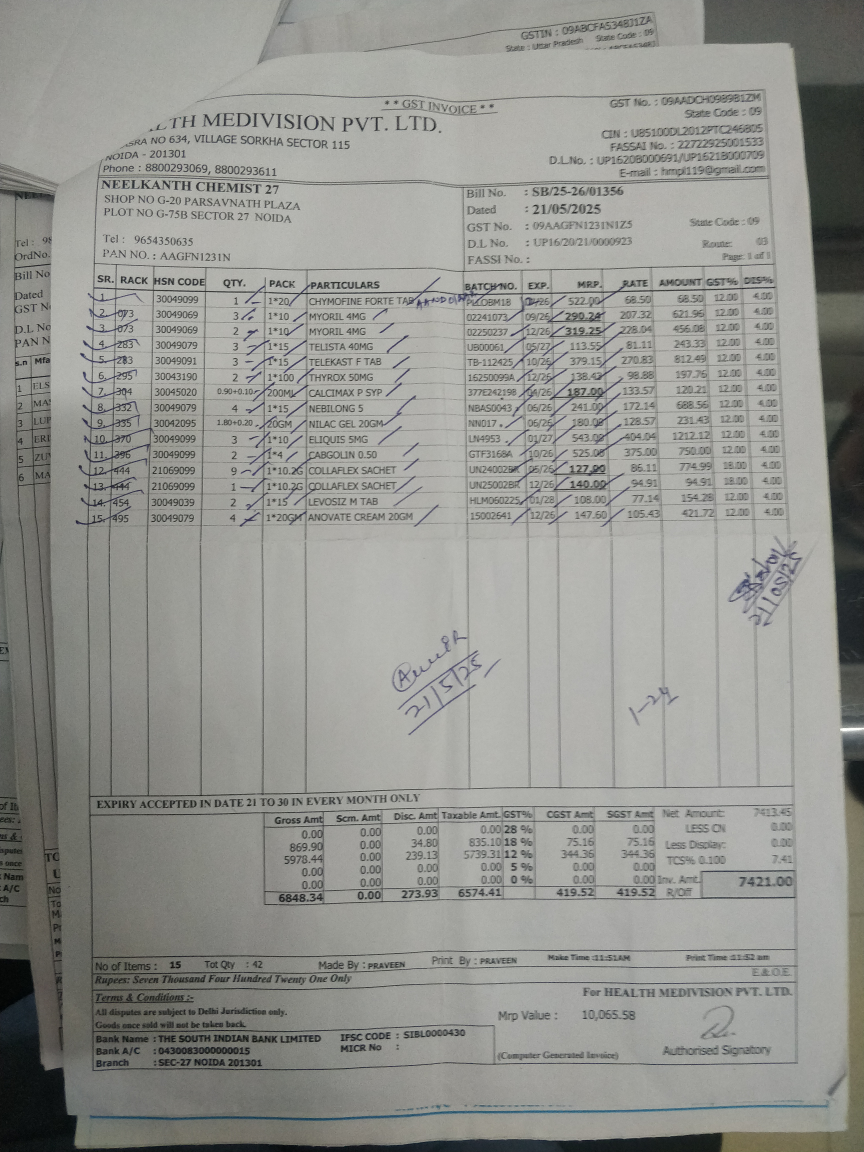 GSTIN : 09ABCFA5348J1ZA
State : Uttar Pradesh State Code : 09
* * GST INVOICE * *
LTH MEDIVISION PVT. LTD.
NO 634, VILLAGE SORKHA SECTOR 115
NOIDA - 201301
Phone : 8800293069, 8800293611
GST No. : 09AADCH0989B1ZM
State Code : 09
CIN : U85100DL2012PTC246805
FASSAI No. : 22722925001533
D.L.No. : UP1620B000691/UP1621B000709
E-mail : hmpl119@gmail.com
NEELKANTH CHEMIST 27
SHOP NO G-20 PARSAVNATH PLAZA
PLOT NO G-75B SECTOR 27 NOIDA
Tel : 9654350635
PAN NO. : AAGFN1231N
Bill No. : SB/25-26/01356
Dated : 21/05/2025
GST No. : 09AAGFN1231N1Z5 State Code : 09
D.L No. : UP16/20/21/0000923 Route: 03
FASSI No. : Page: 1 of 1
SR. RACK HSN CODE QTY. PACK PARTICULARS BATCH NO. EXP. MRP. RATE AMOUNT GST% DIS%
1. 30049099 1 1*20 CHYMOFINE FORTE TAB 522.00 68.50 68.50 12.00 4.00
2. 073 30049069 3 1*10 MYORIL 4MG 02241073 09/26 290.24 207.32 621.96 12.00 4.00
3. 073 30049069 2 1*10 MYORIL 4MG 02250237 12/26 319.25 228.04 456.08 12.00 4.00
4. 283 30049079 3 1*15 TELISTA 40MG UB00061 05/27 113.55 81.11 243.33 12.00 4.00
5. 283 30049091 3 1*15 TELEKAST F TAB TB-112425 10/26 379.15 270.83 812.49 12.00 4.00
6. 295 30043190 2 1*100 THYROX 50MG 16250099A 12/26 138.43 98.88 197.76 12.00 4.00
7. 304 30045020 0.90+0.10 200ML CALCIMAX P SYP 377E242198 04/26 187.00 133.57 120.21 12.00 4.00
8. 332 30049079 4 1*15 NEBILONG 5 NBAS0043 06/26 241.00 172.14 688.56 12.00 4.00
9. 335 30042095 1.80+0.20 20GM NILAC GEL 20GM NN017 06/26 180.00 128.57 231.43 12.00 4.00
10. 370 30049099 3 1*10 ELIQUIS 5MG LN4953 01/27 543.00 404.04 1212.12 12.00 4.00
11. 396 30049099 2 1*4 CABGOLIN 0.50 GTF3168A 10/26 525.00 375.00 750.00 12.00 4.00
12. 444 21069099 9 1*10.2G COLLAFLEX SACHET 05/26 127.00 86.11 774.99 18.00 4.00
13. 444 21069099 1 1*10.2G COLLAFLEX SACHET 12/26 140.00 94.91 94.91 18.00 4.00
14. 454 30049039 2 1*15 LEVOSIZ M TAB HLM060225 01/28 108.00 77.14 154.28 12.00 4.00
15. 495 30049079 4 1*20GM ANOVATE CREAM 20GM 15002641 12/26 147.60 105.43 421.72 12.00 4.00
21/05/25
21/5/25
1-24
EXPIRY ACCEPTED IN DATE 21 TO 30 IN EVERY MONTH ONLY
Gross Amt Scm. Amt Disc. Amt Taxable Amt. GST% CGST Amt SGST Amt Net Amount: 7413.45
0.00 0.00 0.00 0.00 28 % 0.00 0.00 LESS CN 0.00
869.90 0.00 34.80 835.10 18 % 75.16 75.16 Less Display: 0.00
5978.44 0.00 239.13 5739.31 12 % 344.36 344.36 TCS% 0.100 7.41
0.00 0.00 0.00 0.00 5 % 0.00 0.00
0.00 0.00 0.00 0.00 0 % 0.00 0.00 Inv. Amt. 7421.00
6848.34 0.00 273.93 6574.41 419.52 419.52 R/Off
No of Items : 15 Tot Qty : 42 Made By : PRAVEEN Print By : PRAVEEN Make Time :11:51AM Print Time :11:52 am
Rupees: Seven Thousand Four Hundred Twenty One Only E.& O.E.
Terms & Conditions :-
All disputes are subject to Delhi Jurisdiction only.
Goods once sold will not be taken back.
For HEALTH MEDIVISION PVT. LTD.
Mrp Value : 10,065.58
Bank Name : THE SOUTH INDIAN BANK LIMITED IFSC CODE : SIBL0000430
Bank A/C : 0430083000000015 MICR No :
Branch : SEC-27 NOIDA 201301
(Computer Generated Invoice)
Authorised Signatory